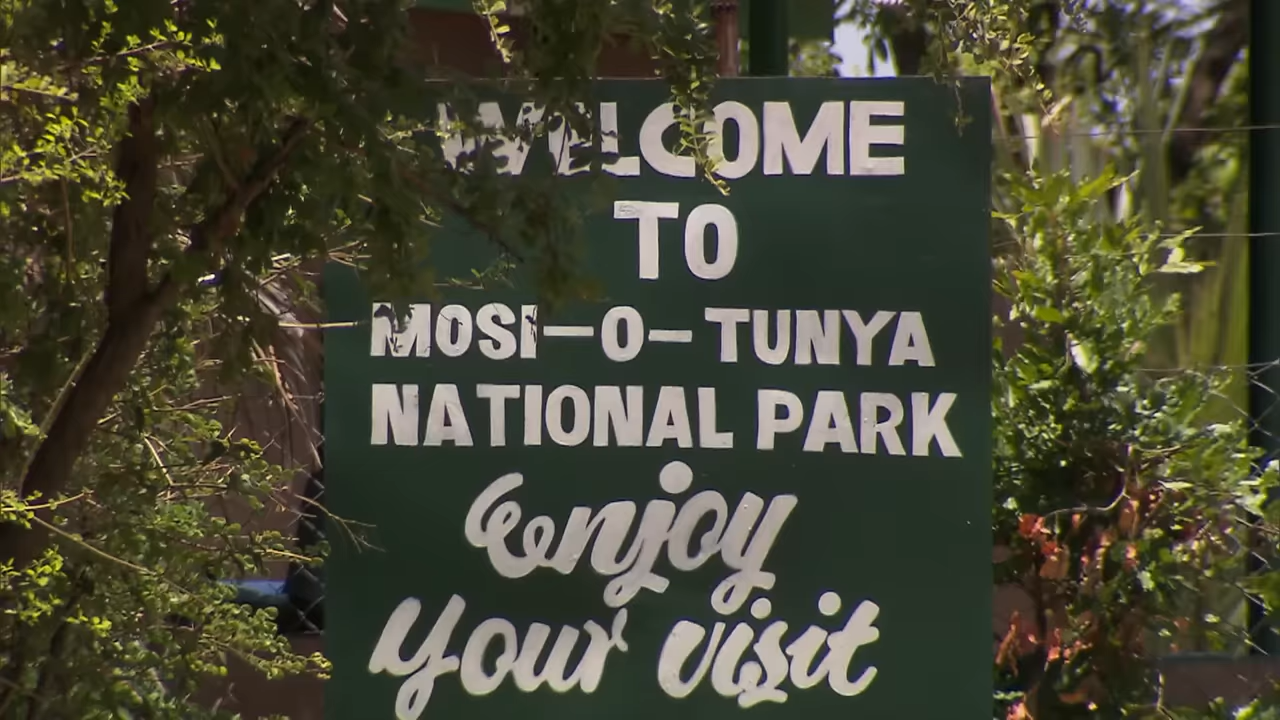 WELCOME
TO
MOSI-O-TUNYA
NATIONAL PARK
enjoy
your visit